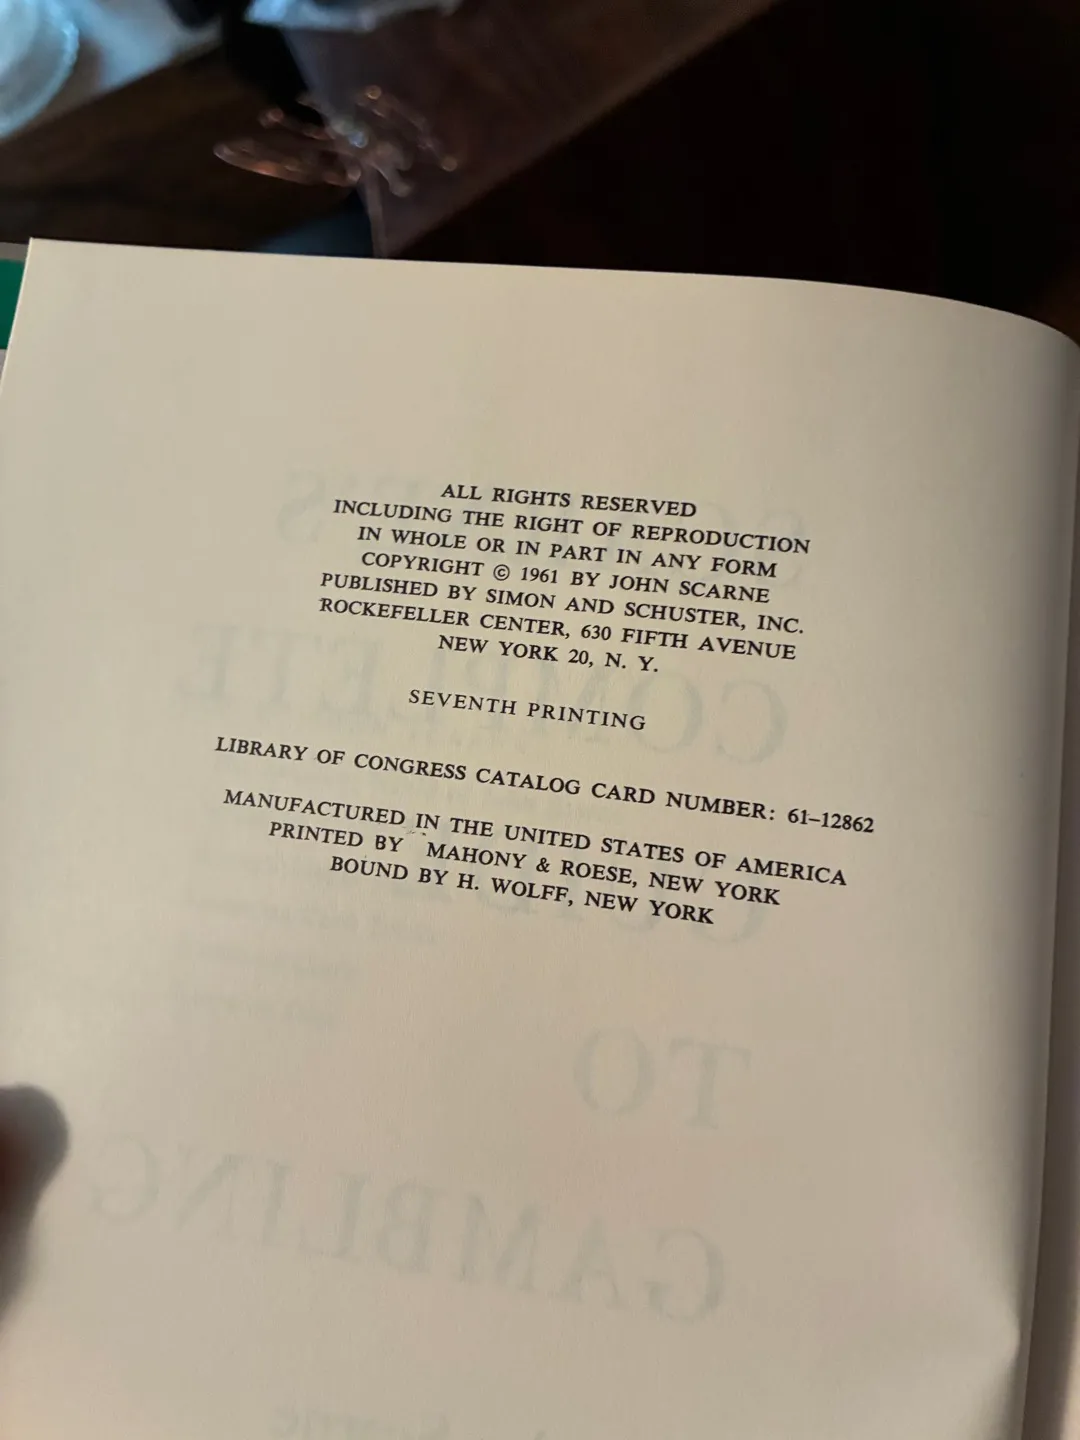 ALL RIGHTS RESERVED
INCLUDING THE RIGHT OF REPRODUCTION
IN WHOLE OR IN PART IN ANY FORM
COPYRIGHT © 1961 BY JOHN SCARNE
PUBLISHED BY SIMON AND SCHUSTER, INC.
ROCKEFELLER CENTER, 630 FIFTH AVENUE
NEW YORK 20, N. Y.
SEVENTH PRINTING
LIBRARY OF CONGRESS CATALOG CARD NUMBER: 61–12862
MANUFACTURED IN THE UNITED STATES OF AMERICA
PRINTED BY MAHONY & ROESE, NEW YORK
BOUND BY H. WOLFF, NEW YORK